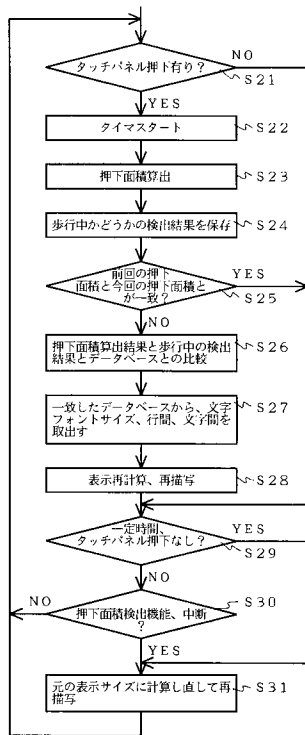 タッチパネル押下有り？
NO
S21
YES
タイマスタート
S22
押下面積算出
S23
歩行中かどうかの検出結果を保存
S24
前回の押下
面積と今回の押下面積と
が一致？
YES
S25
NO
押下面積算出結果と歩行中の検出
結果とデータベースとの比較
S26
一致したデータベースから、文字
フォントサイズ、行間、文字間を
取出す
S27
表示再計算、再描写
S28
一定時間、
タッチパネル押下なし？
YES
S29
NO
NO
押下面積検出機能、中断
？
S30
YES
元の表示サイズに計算し直して再
描写
S31